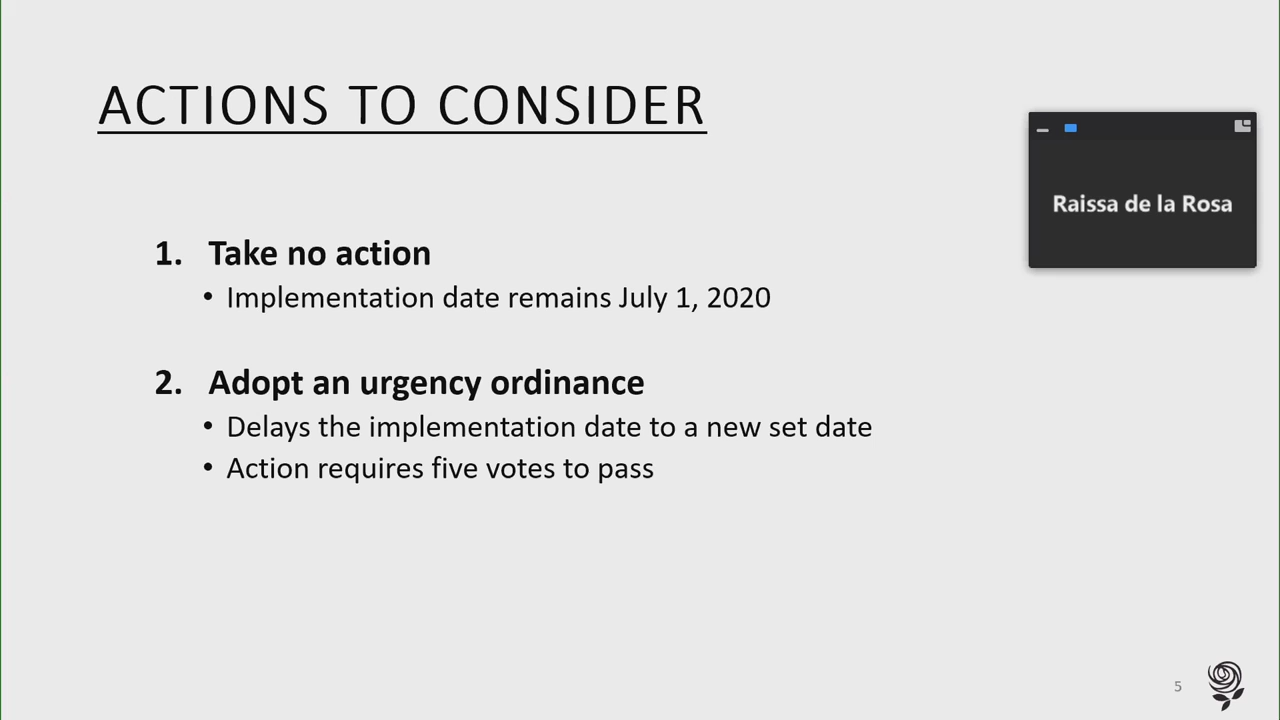 ACTIONS TO CONSIDER
Raissa de la Rosa
1. Take no action
• Implementation date remains July 1, 2020
2. Adopt an urgency ordinance
• Delays the implementation date to a new set date
• Action requires five votes to pass
5